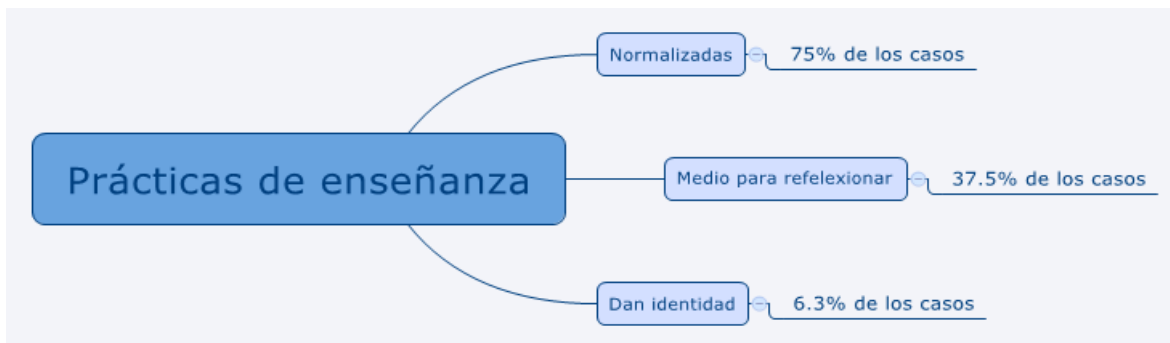 Prácticas de enseñanza
Normalizadas
75% de los casos
Medio para refelexionar
37.5% de los casos
Dan identidad
6.3% de los casos